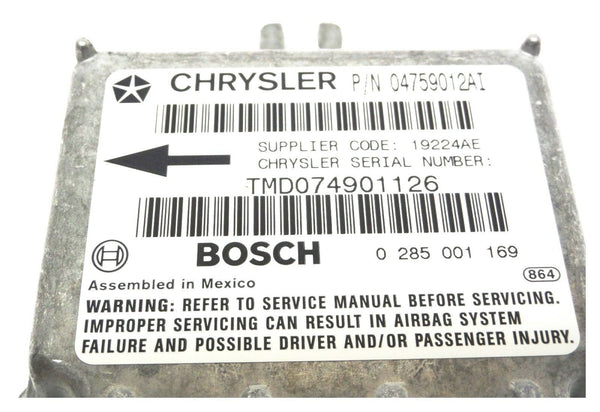 CHRYSLER P/N 04759012AI
SUPPLIER CODE: 19224AE
CHRYSLER SERIAL NUMBER:
TMD074901126
BOSCH 0 285 001 169
Assembled in Mexico 864
WARNING: REFER TO SERVICE MANUAL BEFORE SERVICING.
IMPROPER SERVICING CAN RESULT IN AIRBAG SYSTEM
FAILURE AND POSSIBLE DRIVER AND/OR PASSENGER INJURY.